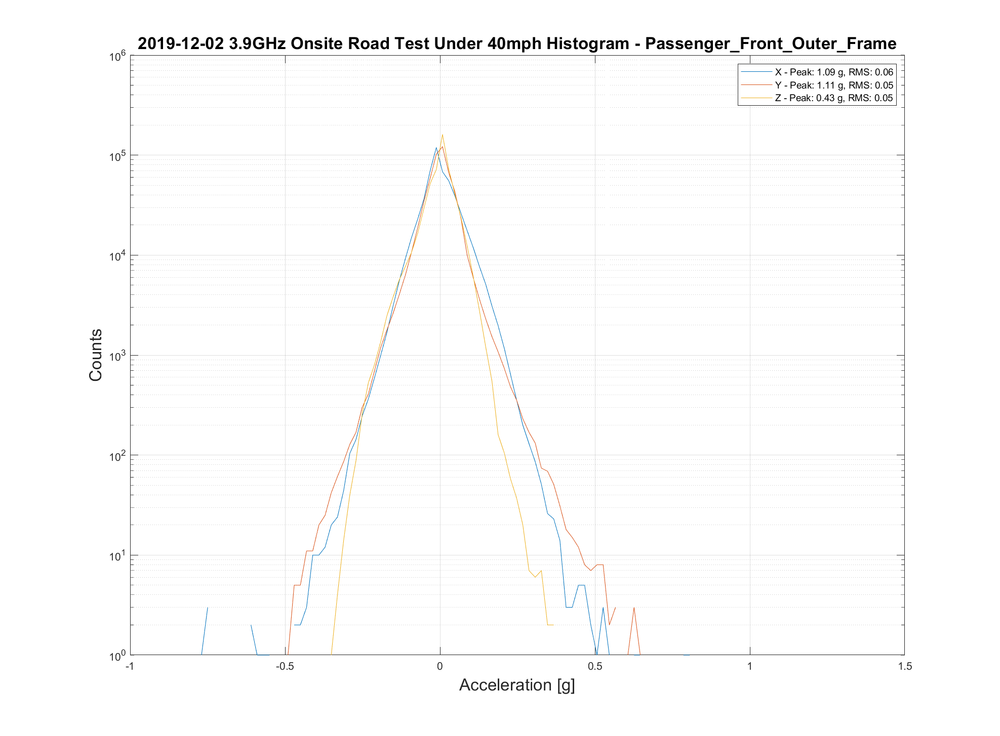 2019-12-02 3.9GHz Onsite Road Test Under 40mph Histogram - Passenger_Front_Outer_Frame
X - Peak: 1.09 g, RMS: 0.06
Y - Peak: 1.11 g, RMS: 0.05
Z - Peak: 0.43 g, RMS: 0.05
10^6
10^5
10^4
10^3
10^2
10^1
10^0
Counts
-1 -0.5 0 0.5 1 1.5
Acceleration [g]